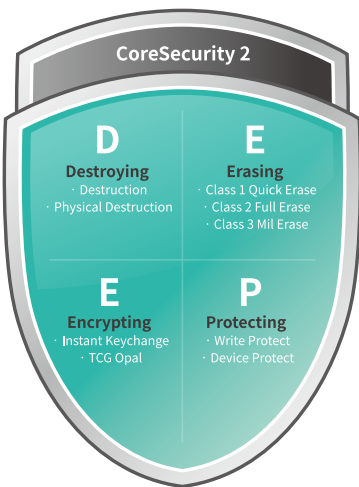 CoreSecurity 2
D
Destroying
· Destruction
· Physical Destruction
E
Erasing
· Class 1 Quick Erase
· Class 2 Full Erase
· Class 3 Mil Erase
E
Encrypting
· Instant Keychange
· TCG Opal
P
Protecting
· Write Protect
· Device Protect